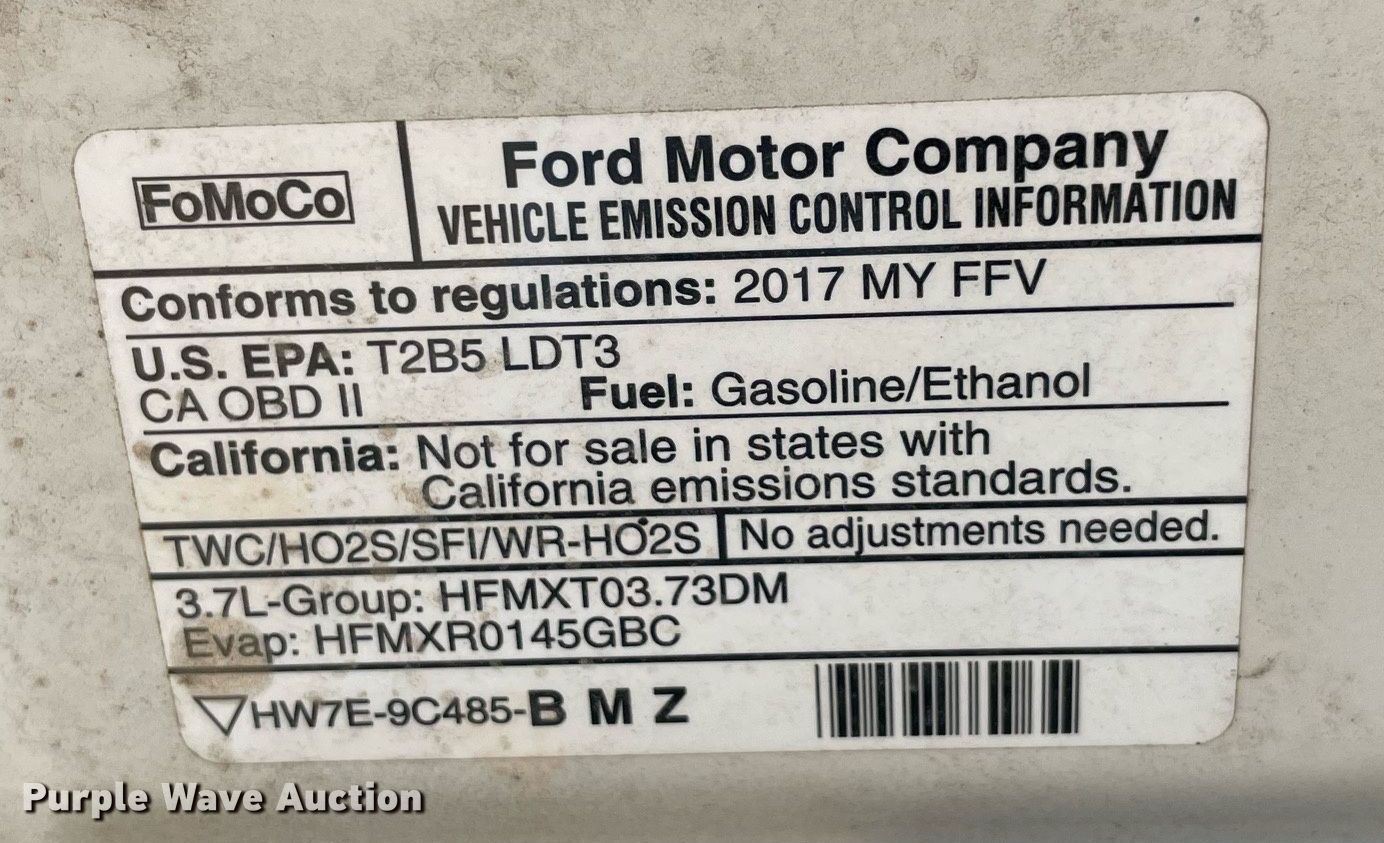 FoMoCo
Ford Motor Company
VEHICLE EMISSION CONTROL INFORMATION
Conforms to regulations: 2017 MY FFV
U.S. EPA: T2B5 LDT3
CA OBD II
Fuel: Gasoline/Ethanol
California: Not for sale in states with
California emissions standards.
TWC/HO2S/SFI/WR-HO2S
No adjustments needed.
3.7L-Group: HFMXT03.73DM
Evap: HFMXR0145GBC
HW7E-9C485-B M Z
Purple Wave Auction